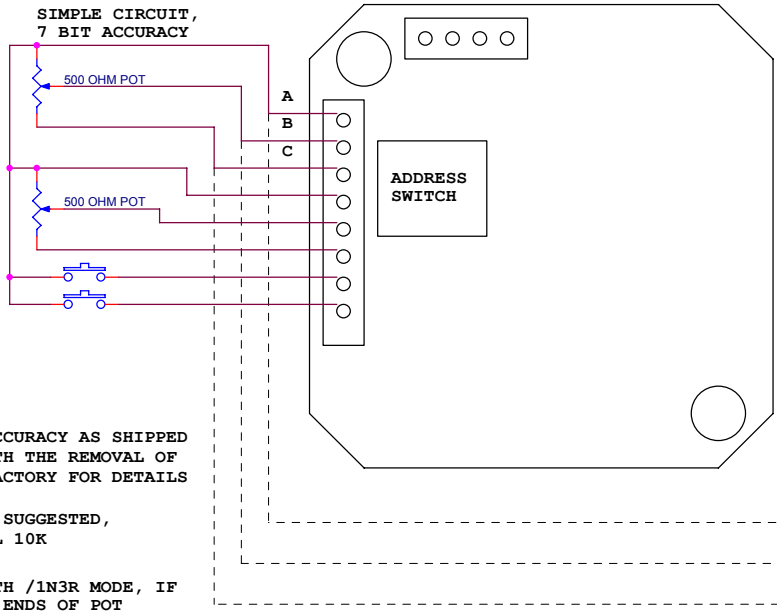 SIMPLE CIRCUIT,
7 BIT ACCURACY
500 OHM POT
A
B
C
ADDRESS
SWITCH
500 OHM POT
CCURACY AS SHIPPED
TH THE REMOVAL OF
ACTORY FOR DETAILS
SUGGESTED,
L 10K
TH /1N3R MODE, IF
ENDS OF POT